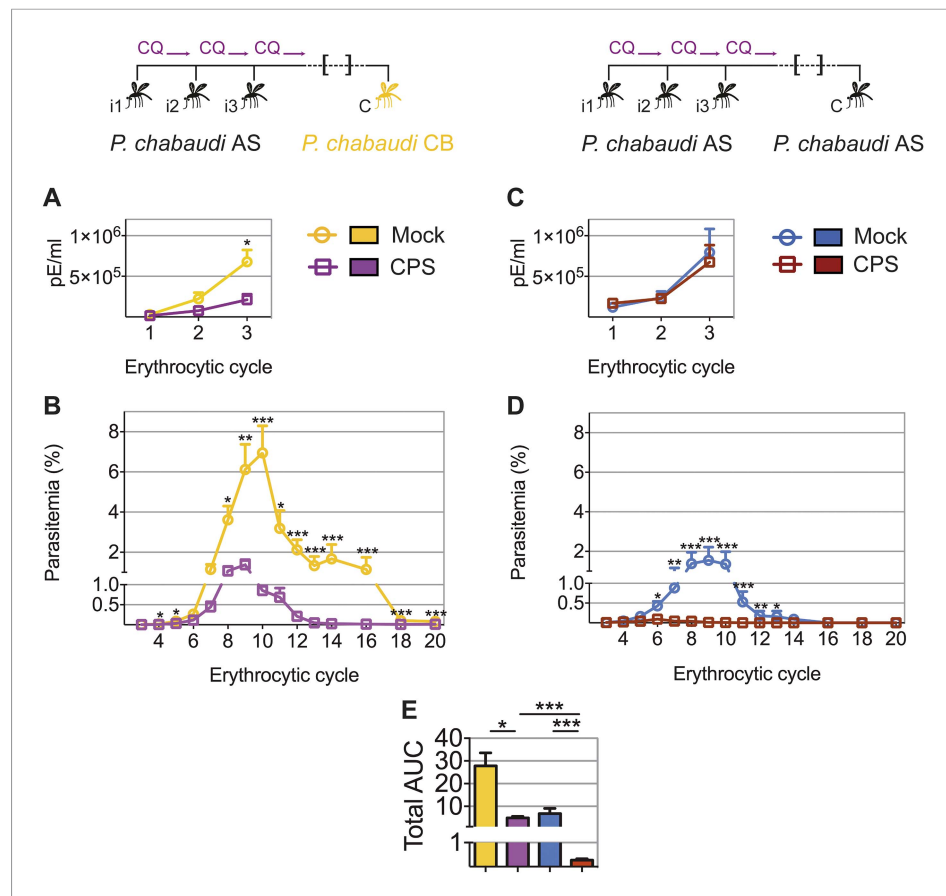 CQ CQ CQ CQ CQ CQ
[ ] [ ]
i1 i2 i3 C i1 i2 i3 C
P. chabaudi AS P. chabaudi CB P. chabaudi AS P. chabaudi AS
A
pE/ml
1×10⁶
5×10⁵
*
1 2 3
Erythrocytic cycle
Mock
CPS
C
pE/ml
1×10⁶
5×10⁵
1 2 3
Erythrocytic cycle
Mock
CPS
B
Parasitemia (%)
8
6
4
2
1.0
0.5
* * * ** *** * *** *** *** *** *** ***
4 6 8 10 12 14 16 18 20
Erythrocytic cycle
D
Parasitemia (%)
8
6
4
2
1.0
0.5
* ** *** *** *** *** ** *
4 6 8 10 12 14 16 18 20
Erythrocytic cycle
E
Total AUC
40
30
20
10
1
***
* ***